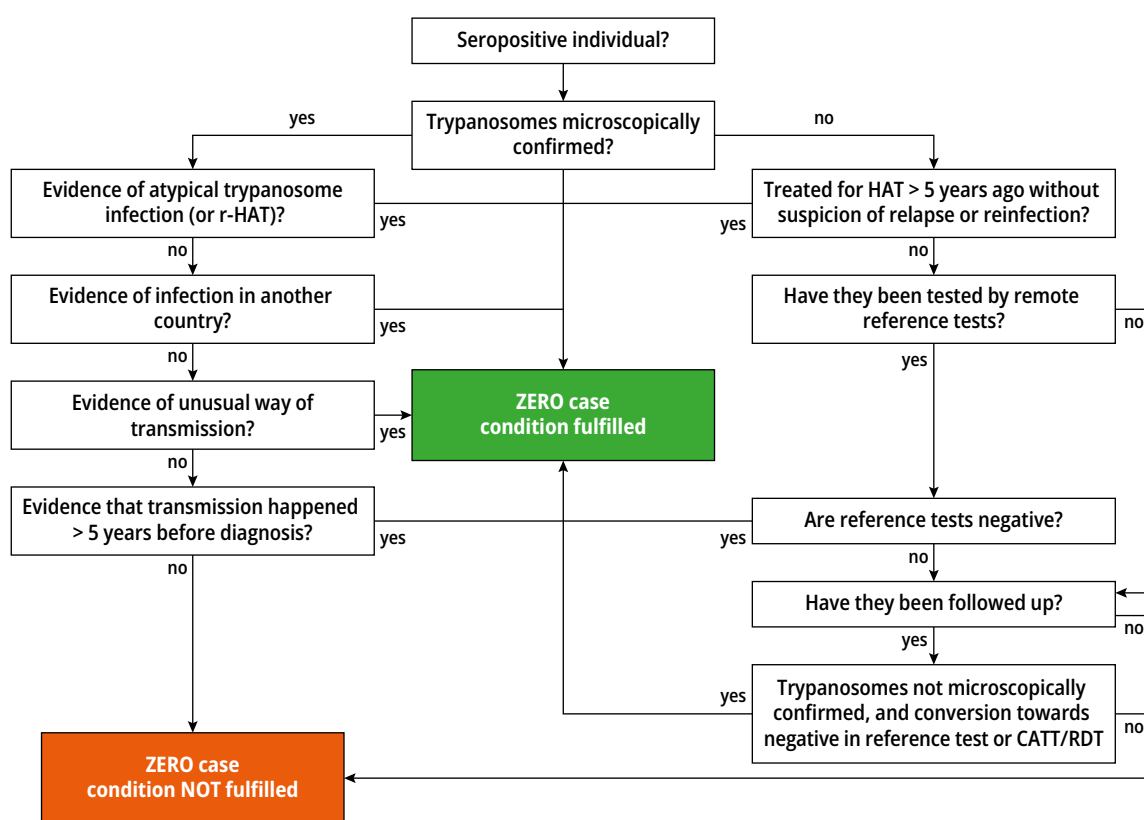 Seropositive individual?
yes
Trypanosomes microscopically
confirmed?
no
Evidence of atypical trypanosome
infection (or r-HAT)?
yes
yes
Treated for HAT > 5 years ago without
suspicion of relapse or reinfection?
no
no
Evidence of infection in another
country?
yes
Have they been tested by remote
reference tests?
no
no
yes
Evidence of unusual way of
transmission?
yes
ZERO case
condition fulfilled
no
Evidence that transmission happened
> 5 years before diagnosis?
yes
yes
Are reference tests negative?
no
no
Have they been followed up?
no
yes
yes
Trypanosomes not microscopically
confirmed, and conversion towards
negative in reference test or CATT/RDT
no
ZERO case
condition NOT fulfilled